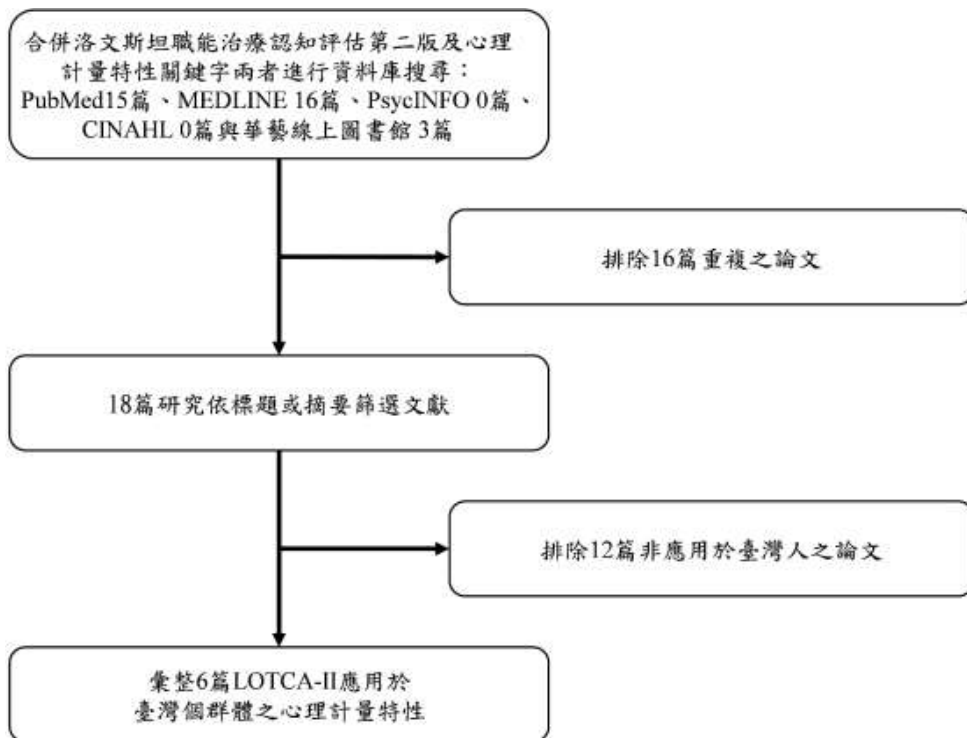 合併洛文斯坦職能治療認知評估第二版及心理
計量特性關鍵字兩者進行資料庫搜尋：
PubMed15篇、MEDLINE 16篇、PsycINFO 0篇、
CINAHL 0篇與華藝線上圖書館 3篇
排除16篇重複之論文
18篇研究依標題或摘要篩選文獻
排除12篇非應用於臺灣人之論文
彙整6篇LOTCA-II應用於
臺灣個群體之心理計量特性